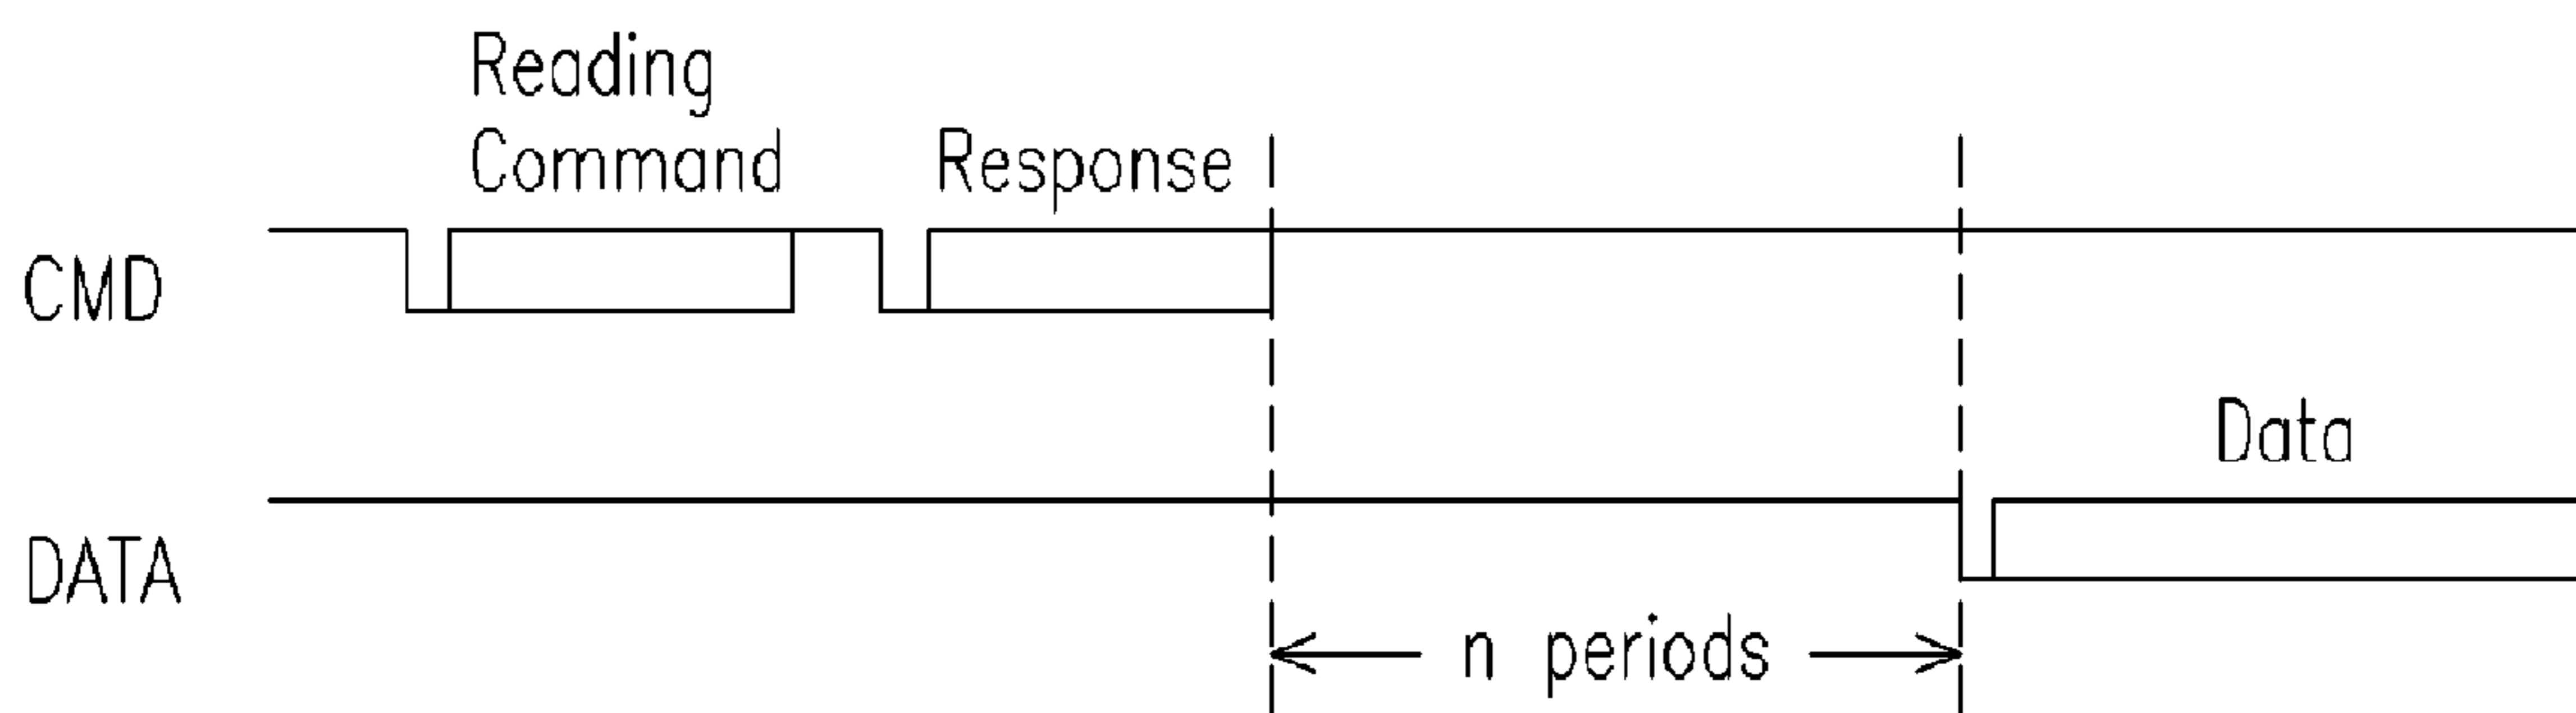 Reading
Command
Response
CMD
Data
DATA
n periods